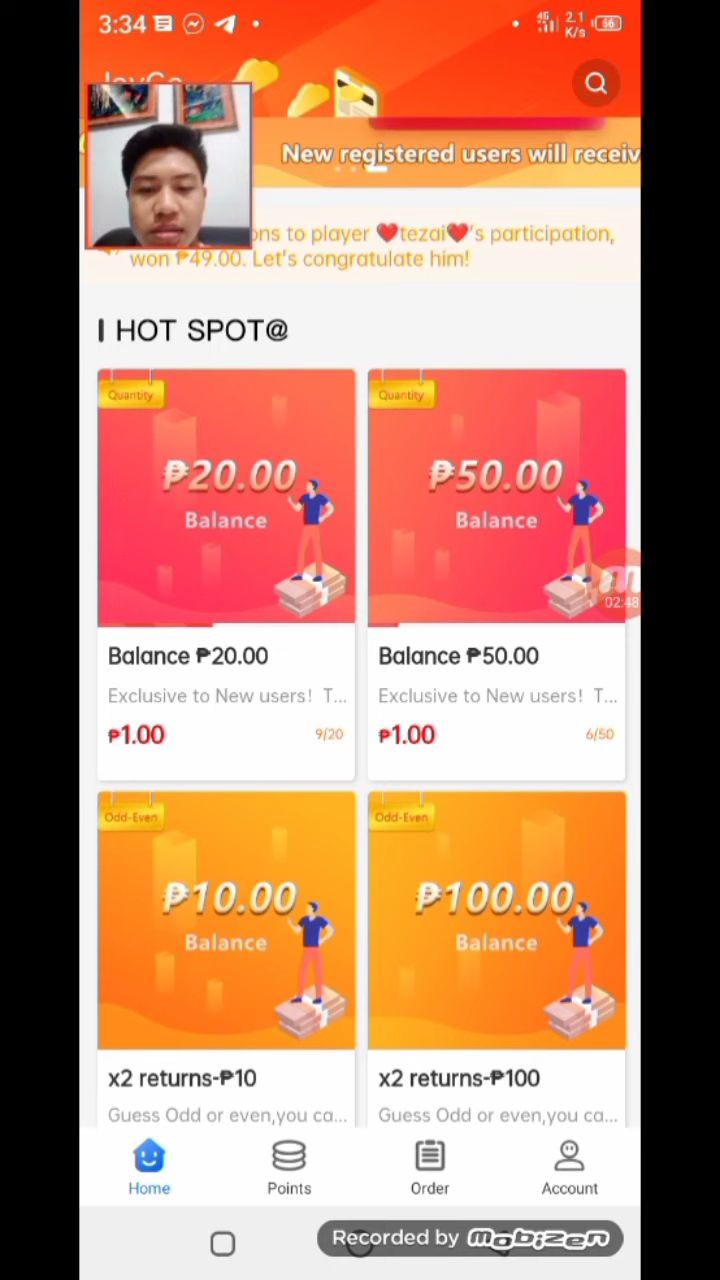 3:34
4G
2.1
K/s
66
New registered users will receiv
ons to player ❤tezai❤'s participation,
won ₱49.00. Let's congratulate him!
HOT SPOT@
Quantity
₱20.00
Balance
Quantity
₱50.00
Balance
02:48
Balance ₱20.00
Exclusive to New users! T...
₱1.00
9/20
Balance ₱50.00
Exclusive to New users! T...
₱1.00
6/50
Odd-Even
₱10.00
Balance
Odd-Even
₱100.00
Balance
x2 returns-₱10
Guess Odd or even,you ca...
x2 returns-₱100
Guess Odd or even,you ca...
Home
Points
Order
Account
Recorded by mobizen